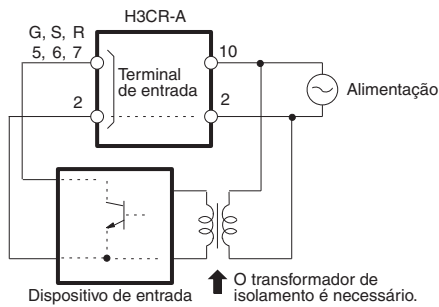 H3CR-A
G, S, R
5, 6, 7
10
Terminal
de entrada
2
2
Alimentação
Dispositivo de entrada
O transformador de
isolamento é necessário.